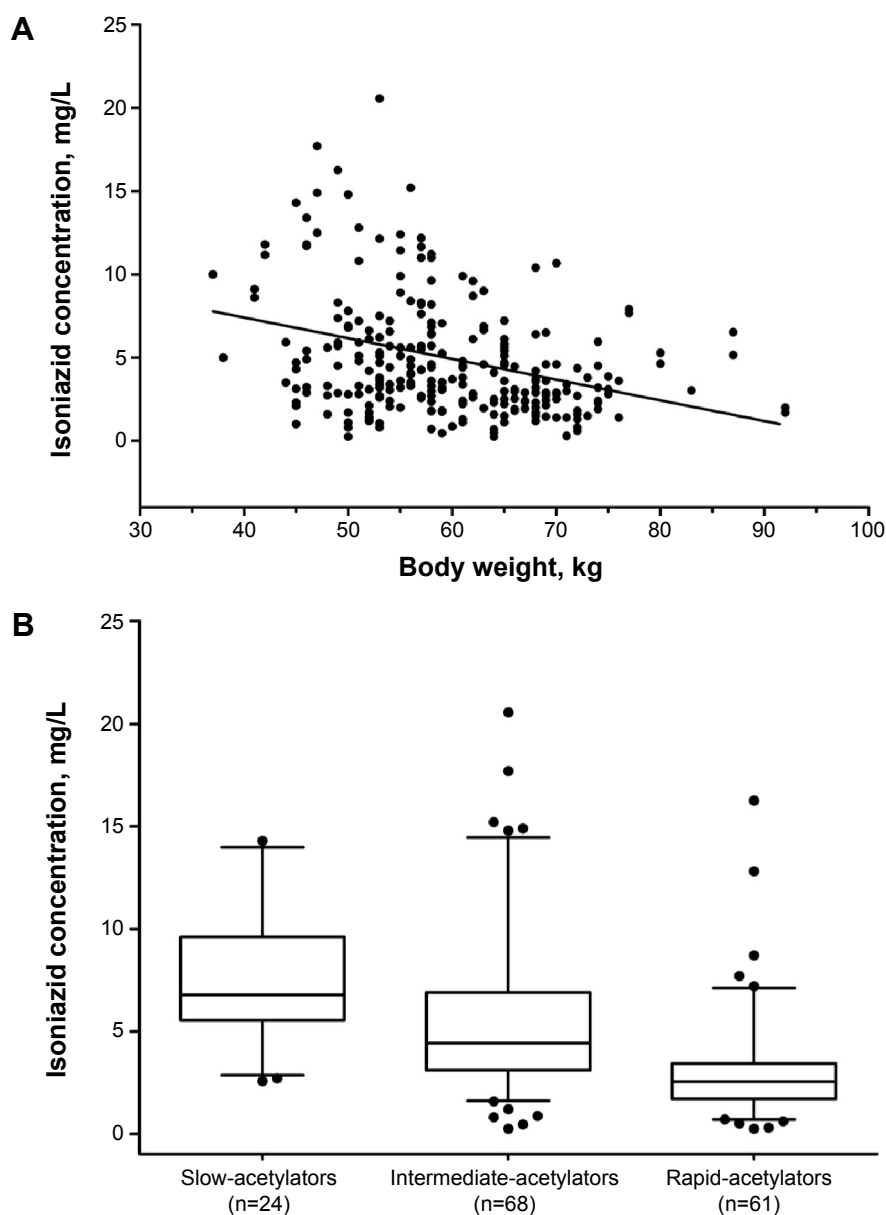 A
Isoniazid concentration, mg/L
25
20
15
10
5
0
30 40 50 60 70 80 90 100
Body weight, kg
B
Isoniazid concentration, mg/L
25
20
15
10
5
0
Slow-acetylators Intermediate-acetylators Rapid-acetylators
(n=24) (n=68) (n=61)